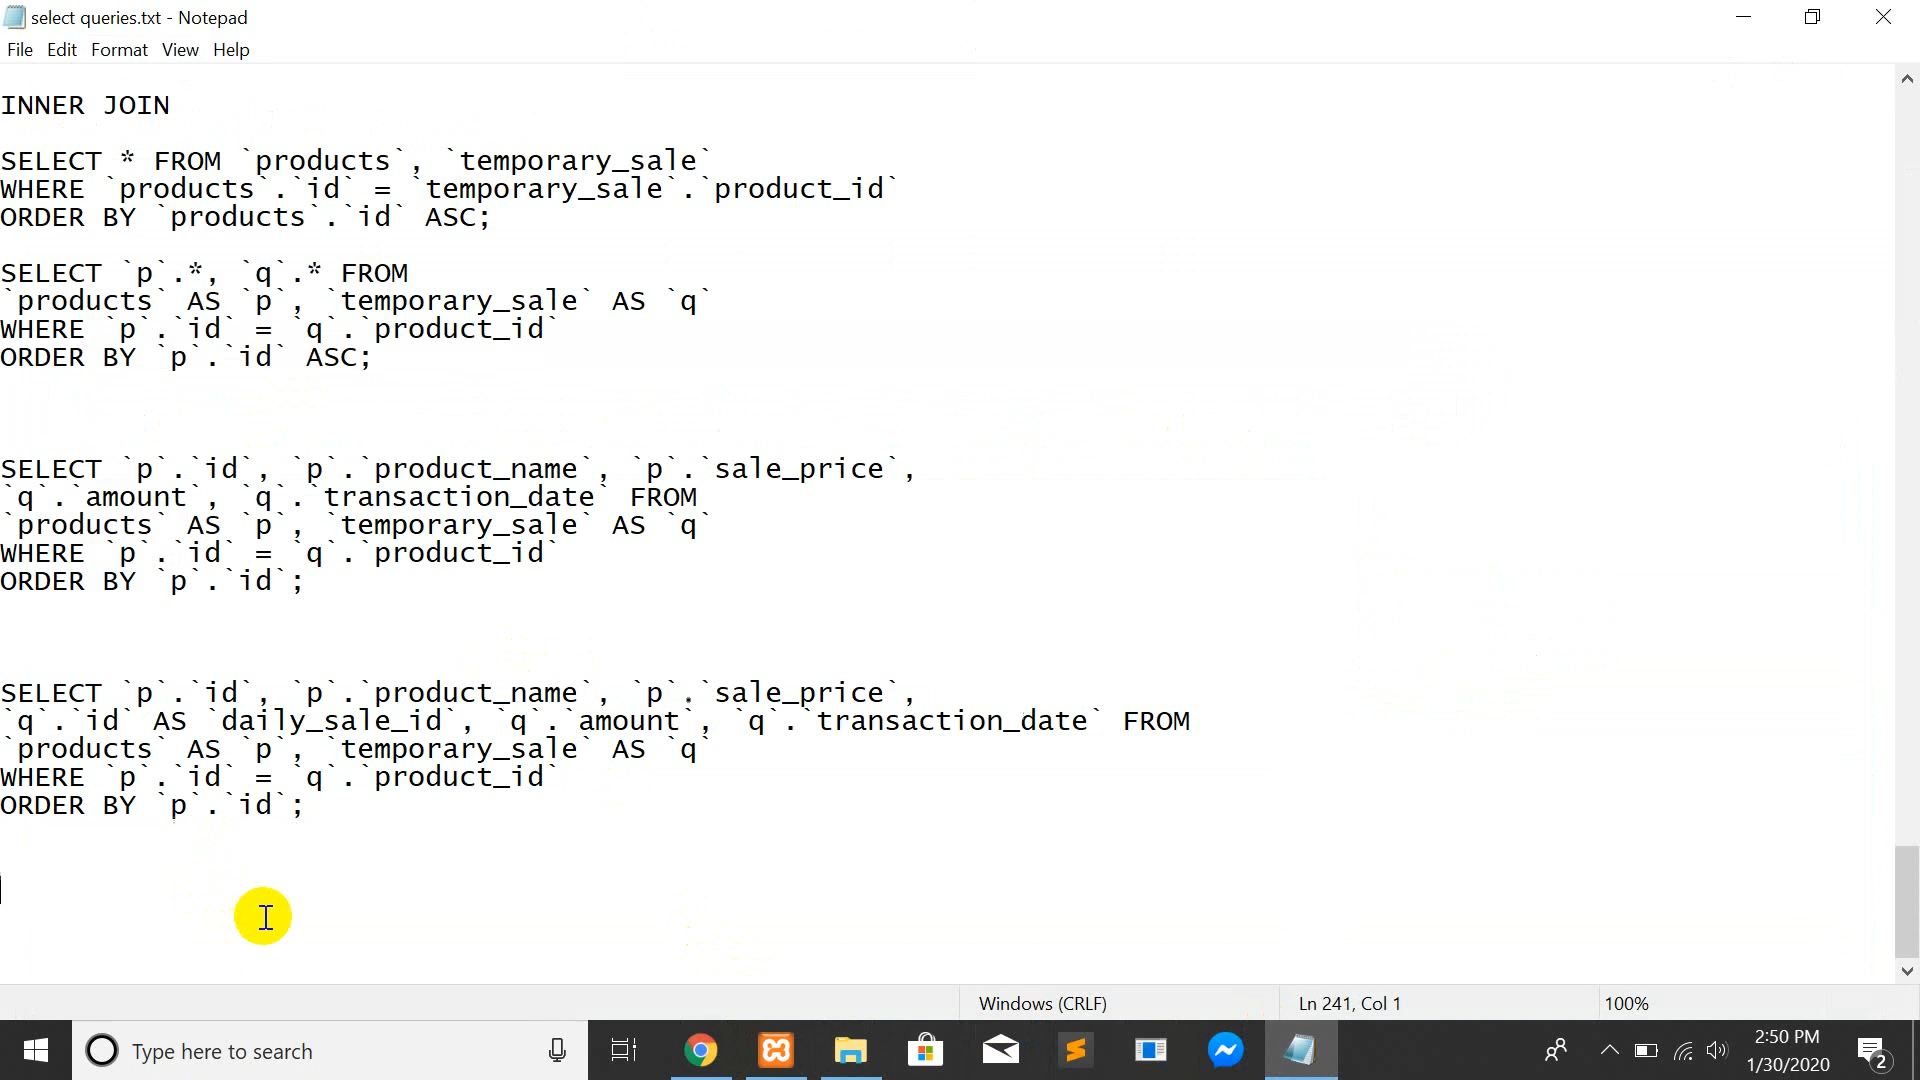 select queries.txt - Notepad
File Edit Format View Help
INNER JOIN
SELECT * FROM `products`, `temporary_sale`
WHERE `products`.`id` = `temporary_sale`.`product_id`
ORDER BY `products`.`id` ASC;
SELECT `p`.*, `q`.* FROM
`products` AS `p`, `temporary_sale` AS `q`
WHERE `p`.`id` = `q`.`product_id`
ORDER BY `p`.`id` ASC;
SELECT `p`.`id`, `p`.`product_name`, `p`.`sale_price`,
`q`.`amount`, `q`.`transaction_date` FROM
`products` AS `p`, `temporary_sale` AS `q`
WHERE `p`.`id` = `q`.`product_id`
ORDER BY `p`.`id`;
SELECT `p`.`id`, `p`.`product_name`, `p`.`sale_price`,
`q`.`id` AS `daily_sale_id`, `q`.`amount`, `q`.`transaction_date` FROM
`products` AS `p`, `temporary_sale` AS `q`
WHERE `p`.`id` = `q`.`product_id`
ORDER BY `p`.`id`;
Windows (CRLF) Ln 241, Col 1 100%
Type here to search
2:50 PM
1/30/2020
2